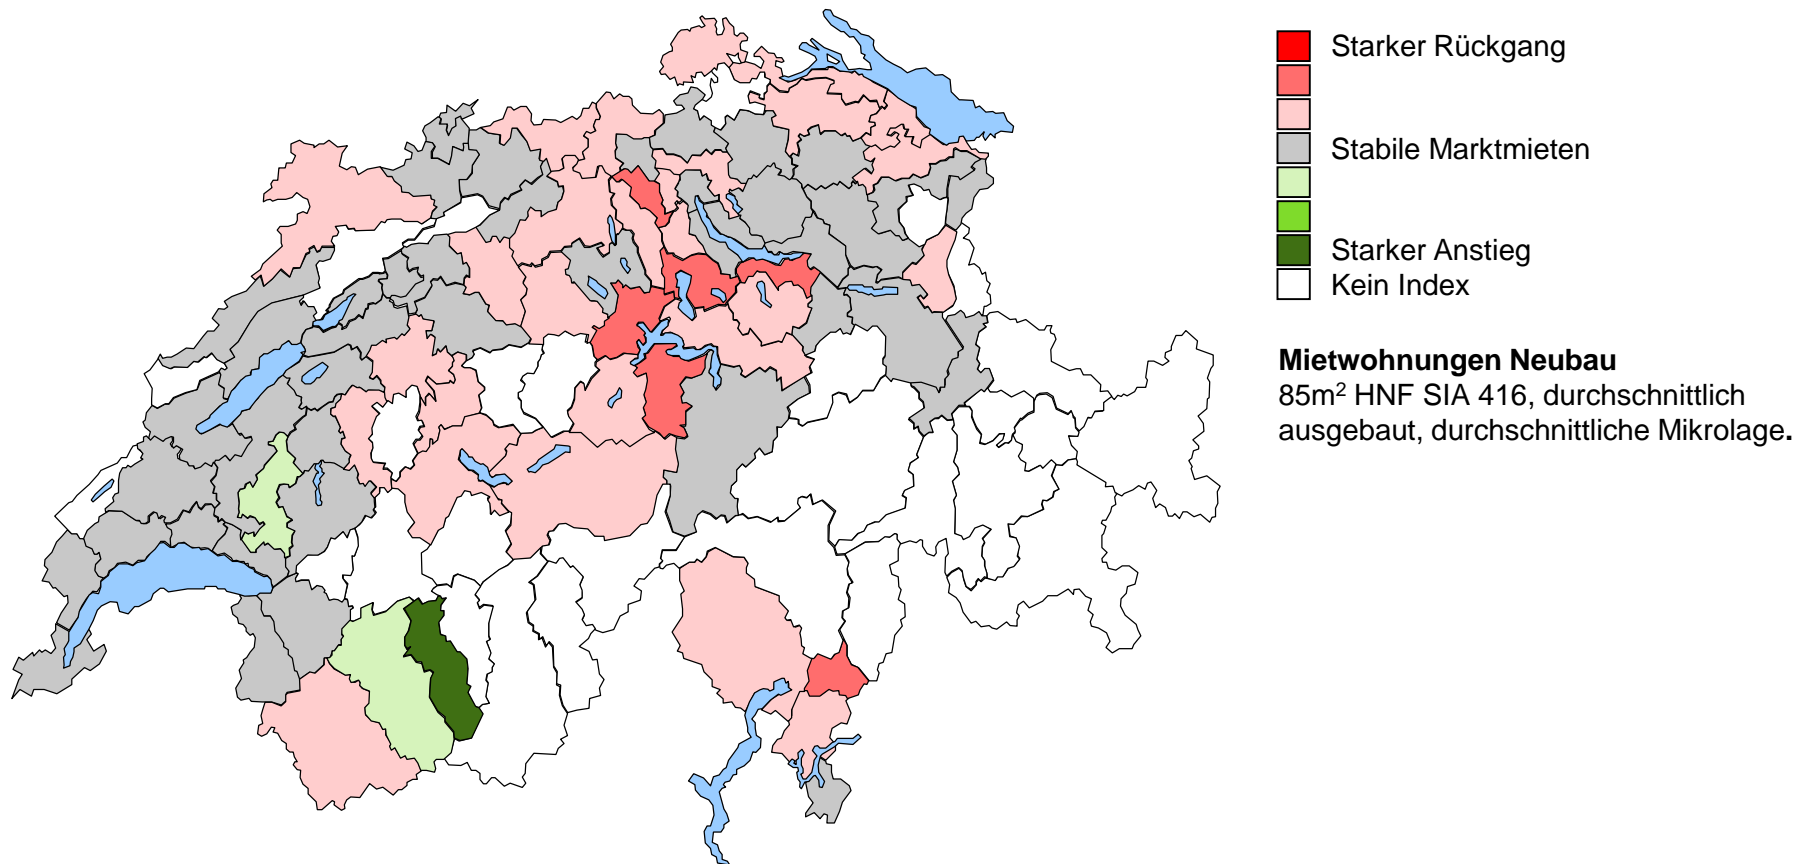 Starker Rückgang
Stabile Marktmieten
Starker Anstieg
Kein Index
Mietwohnungen Neubau
85m² HNF SIA 416, durchschnittlich
ausgebaut, durchschnittliche Mikrolage.